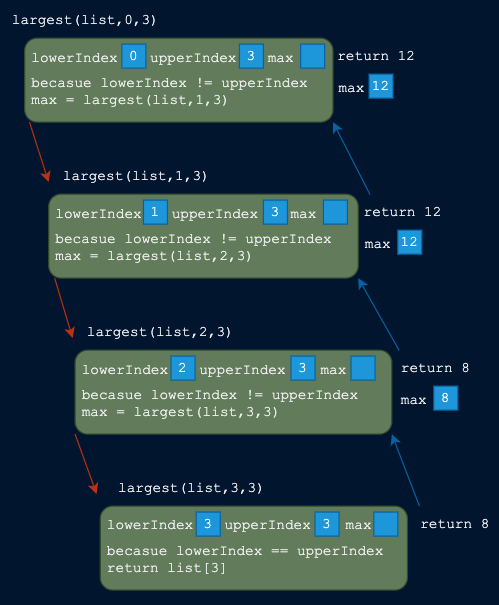 largest(list,0,3)
lowerIndex 0 upperIndex 3 max return 12
becasue lowerIndex != upperIndex
max = largest(list,1,3)
max 12
largest(list,1,3)
lowerIndex 1 upperIndex 3 max return 12
becasue lowerIndex != upperIndex
max = largest(list,2,3)
max 12
largest(list,2,3)
lowerIndex 2 upperIndex 3 max return 8
becasue lowerIndex != upperIndex
max = largest(list,3,3)
max 8
largest(list,3,3)
lowerIndex 3 upperIndex 3 max return 8
becasue lowerIndex == upperIndex
return list[3]